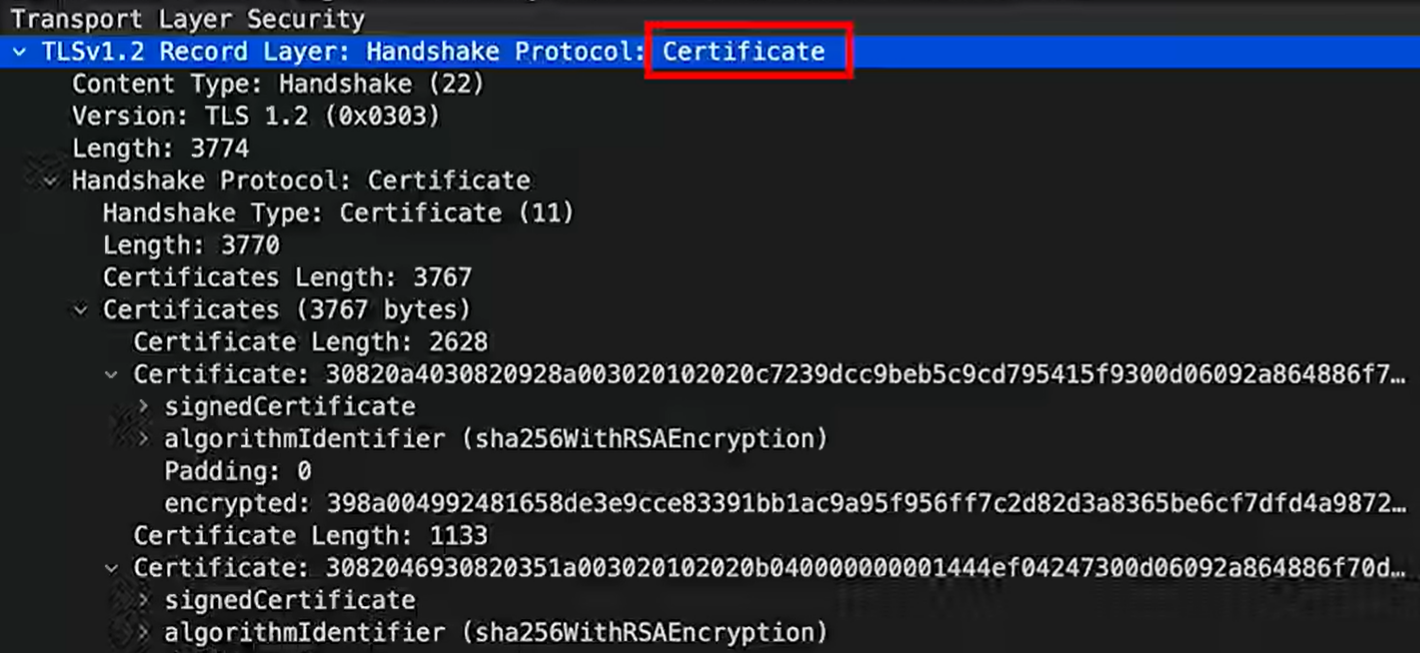 Transport Layer Security
TLSv1.2 Record Layer: Handshake Protocol: Certificate
Content Type: Handshake (22)
Version: TLS 1.2 (0x0303)
Length: 3774
Handshake Protocol: Certificate
Handshake Type: Certificate (11)
Length: 3770
Certificates Length: 3767
Certificates (3767 bytes)
Certificate Length: 2628
Certificate: 30820a4030820928a003020102020c7239dcc9beb5c9cd795415f9300d06092a864886f7…
signedCertificate
algorithmIdentifier (sha256WithRSAEncryption)
Padding: 0
encrypted: 398a004992481658de3e9cce83391bb1ac9a95f956ff7c2d82d3a8365be6cf7dfd4a9872…
Certificate Length: 1133
Certificate: 3082046930820351a003020102020b040000000001444ef04247300d06092a864886f70d…
signedCertificate
algorithmIdentifier (sha256WithRSAEncryption)